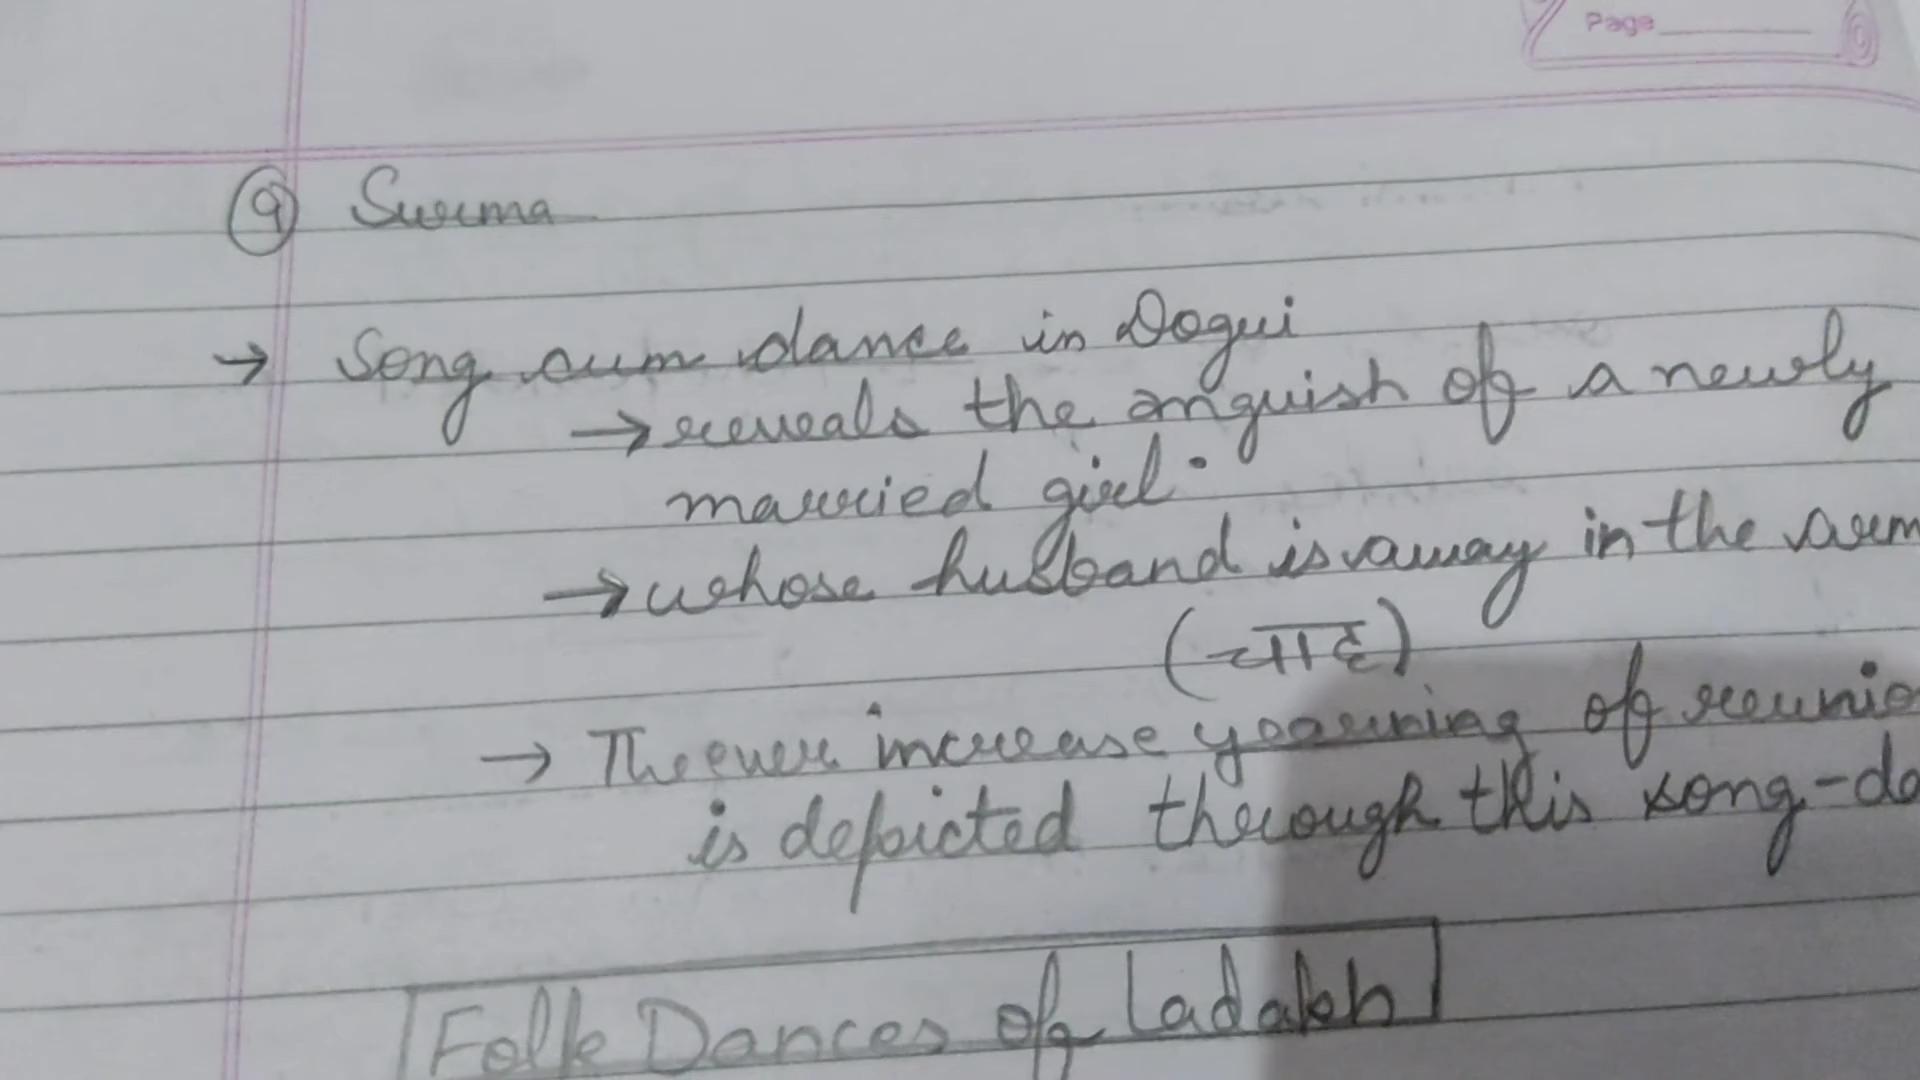 Page
9 Surma
→ Song cum dance in Dogri
→ reveals the anguish of a newly
married girl.
→ whose husband is away in the arm
(याद)
→ The ever increase yoarning of reunio
is depicted through this song-da
Folk Dances of Ladakh